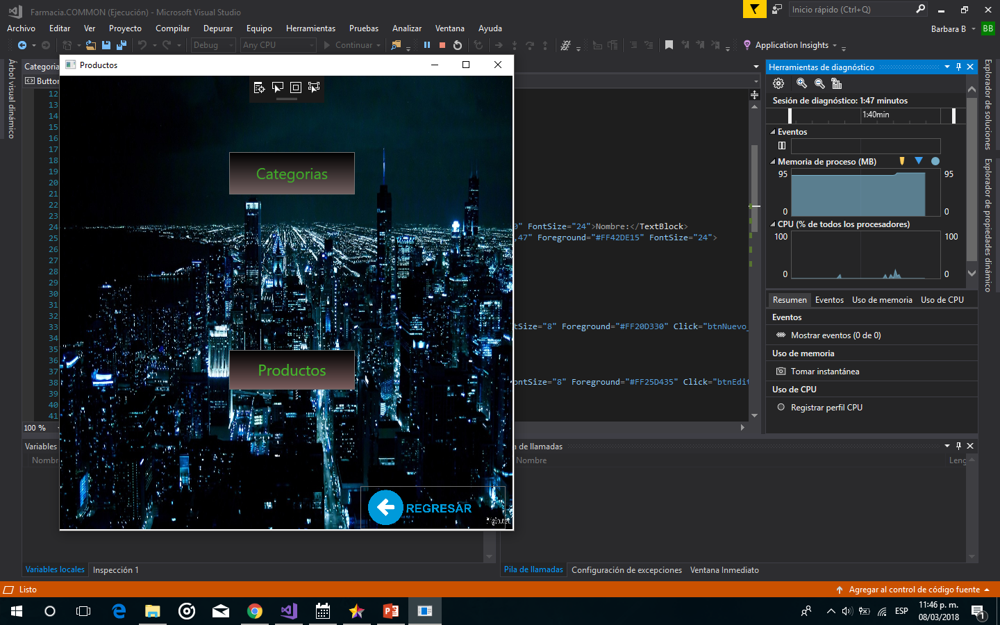 Farmacia.COMMON (Ejecución) - Microsoft Visual Studio
Inicio rápido (Ctrl+Q)
Archivo Editar Ver Proyecto Compilar Depurar Equipo Herramientas Pruebas Analizar Ventana Ayuda
Barbara B BB
Debug Any CPU Continuar Application Insights
Árbol visual dinámico
Categoria
Button
Productos
Categorias
Productos
REGRESAR
12
13
14
15
16
17
18
19
20
21
22
23
24
0" FontSize="24">Nombre:</TextBlock>
25
,47" Foreground="#FF42DE15" FontSize="24">
26
27
28
29
30
31
32
33
ntSize="8" Foreground="#FF20D330" Click="btnNuevo_
34
35
36
37
38
FontSize="8" Foreground="#FF25D435" Click="btnEdit
39
40
41
100 %
Herramientas de diagnóstico
Sesión de diagnóstico: 1:47 minutos
1:40min
Eventos
Memoria de proceso (MB)
95 95
0 0
CPU (% de todos los procesadores)
100 100
0 0
Resumen Eventos Uso de memoria Uso de CPU
Eventos
Mostrar eventos (0 de 0)
Uso de memoria
Tomar instantánea
Uso de CPU
Registrar perfil CPU
Explorador de soluciones
Explorador de propiedades dinámico
Variables
Nombr
a de llamadas
Nombre Leng
Variables locales Inspección 1
Pila de llamadas Configuración de excepciones Ventana Inmediato
Listo
Agregar al control de código fuente
ESP
11:46 p. m.
08/03/2018
1